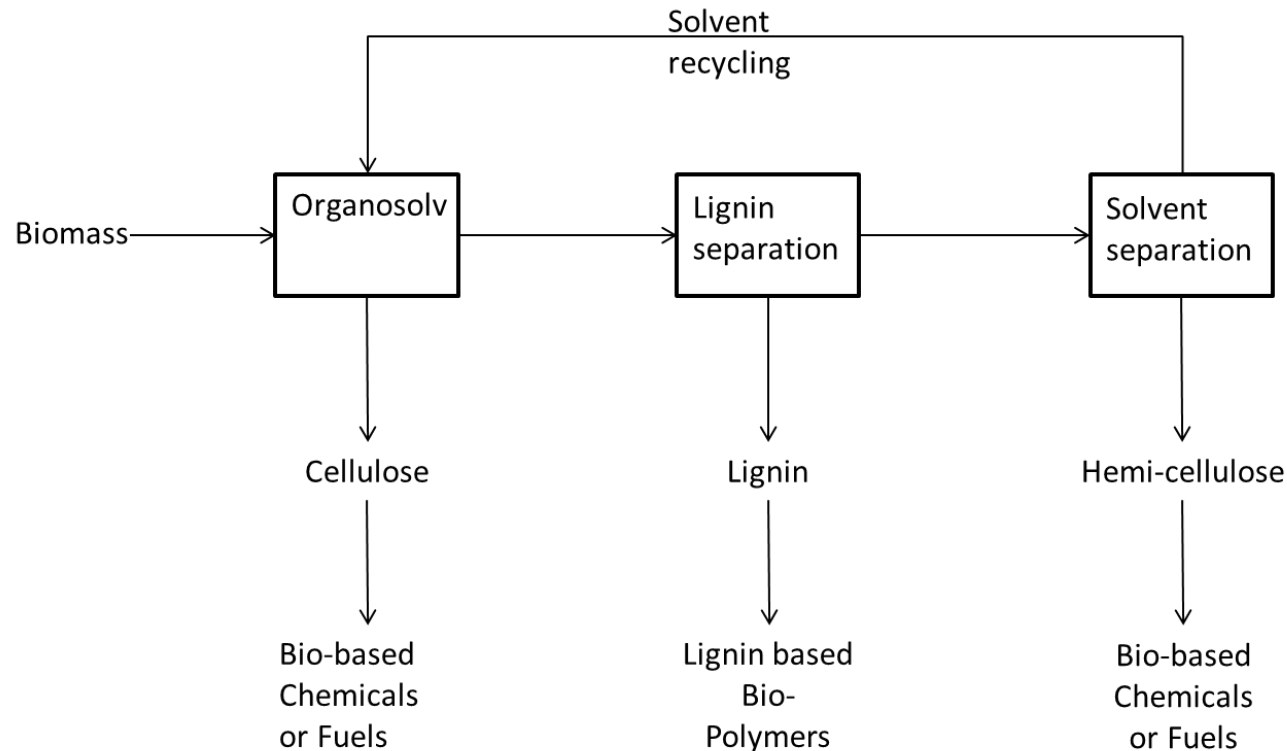 Solvent
recycling
Biomass
Organosolv
Lignin
separation
Solvent
separation
Cellulose
Lignin
Hemi-cellulose
Bio-based
Chemicals
or Fuels
Lignin based
Bio-
Polymers
Bio-based
Chemicals
or Fuels